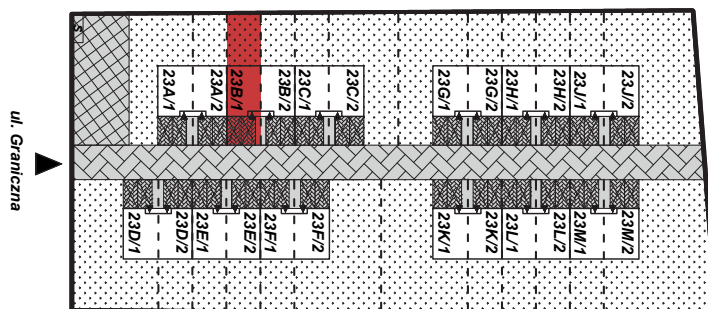 S
23A/1
23A/2
23B/1
23B/2
23C/1
23C/2
23G/1
23G/2
23H/1
23H/2
23J/1
23J/2
ul. Graniczna
23D/1
23D/2
23E/1
23E/2
23F/1
23F/2
23K/1
23K/2
23L/1
23L/2
23M/1
23M/2